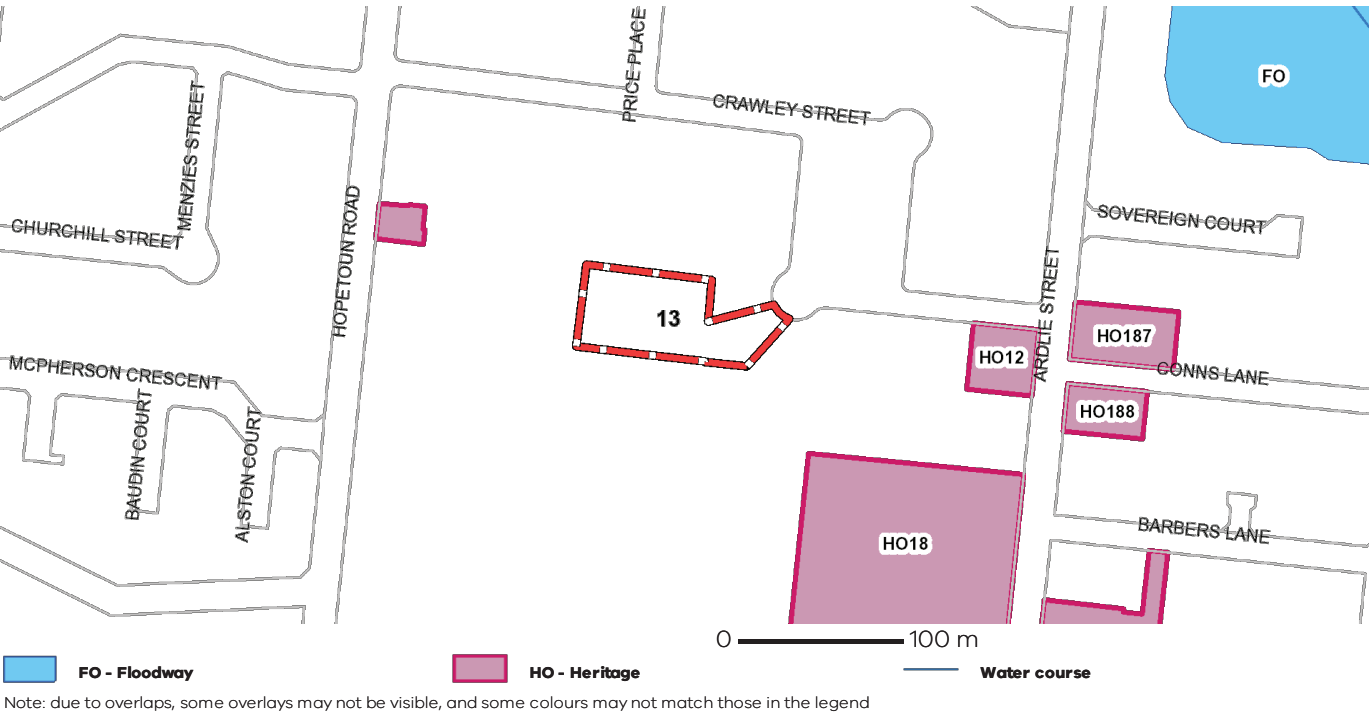 PRICE PLACE
FO
CRAWLEY STREET
MENZIES STREET
CHURCHILL STREET
HOPETOUN ROAD
SOVEREIGN COURT
13
ARDLIE STREET
HO187
HO12
CONNS LANE
MCPHERSON CRESCENT
BAUDIN COURT
ALSTON COURT
HO188
BARBERS LANE
HO18
0 100 m
FO - Floodway HO - Heritage Water course
Note: due to overlaps, some overlays may not be visible, and some colours may not match those in the legend